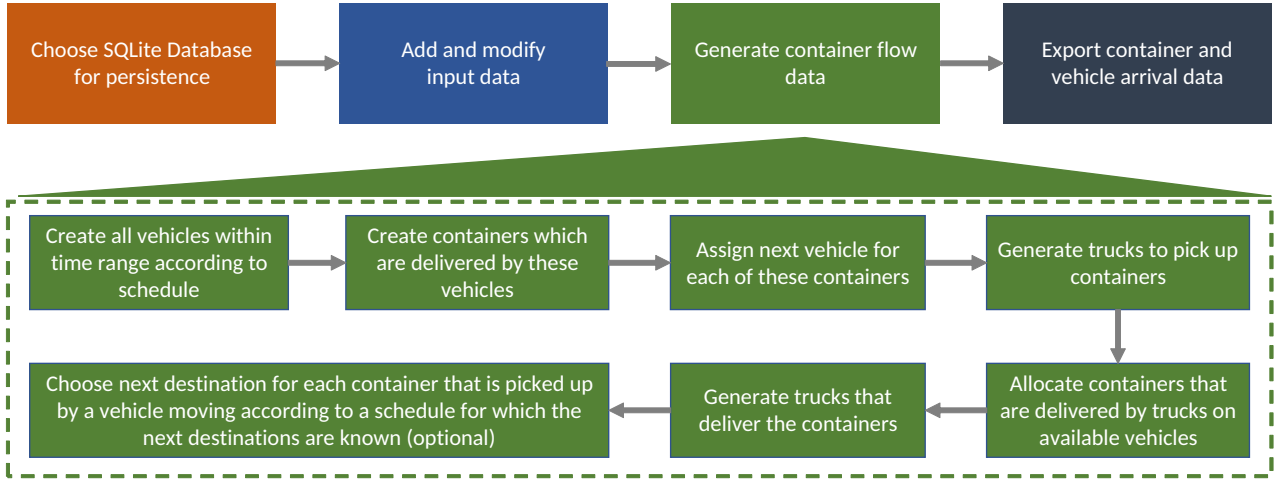 Choose SQLite Database
for persistence
Add and modify
input data
Generate container flow
data
Export container and
vehicle arrival data
Create all vehicles within
time range according to
schedule
Create containers which
are delivered by these
vehicles
Assign next vehicle for
each of these containers
Generate trucks to pick up
containers
Allocate containers that
are delivered by trucks on
available vehicles
Generate trucks that
deliver the containers
Choose next destination for each container that is picked up
by a vehicle moving according to a schedule for which the
next destinations are known (optional)